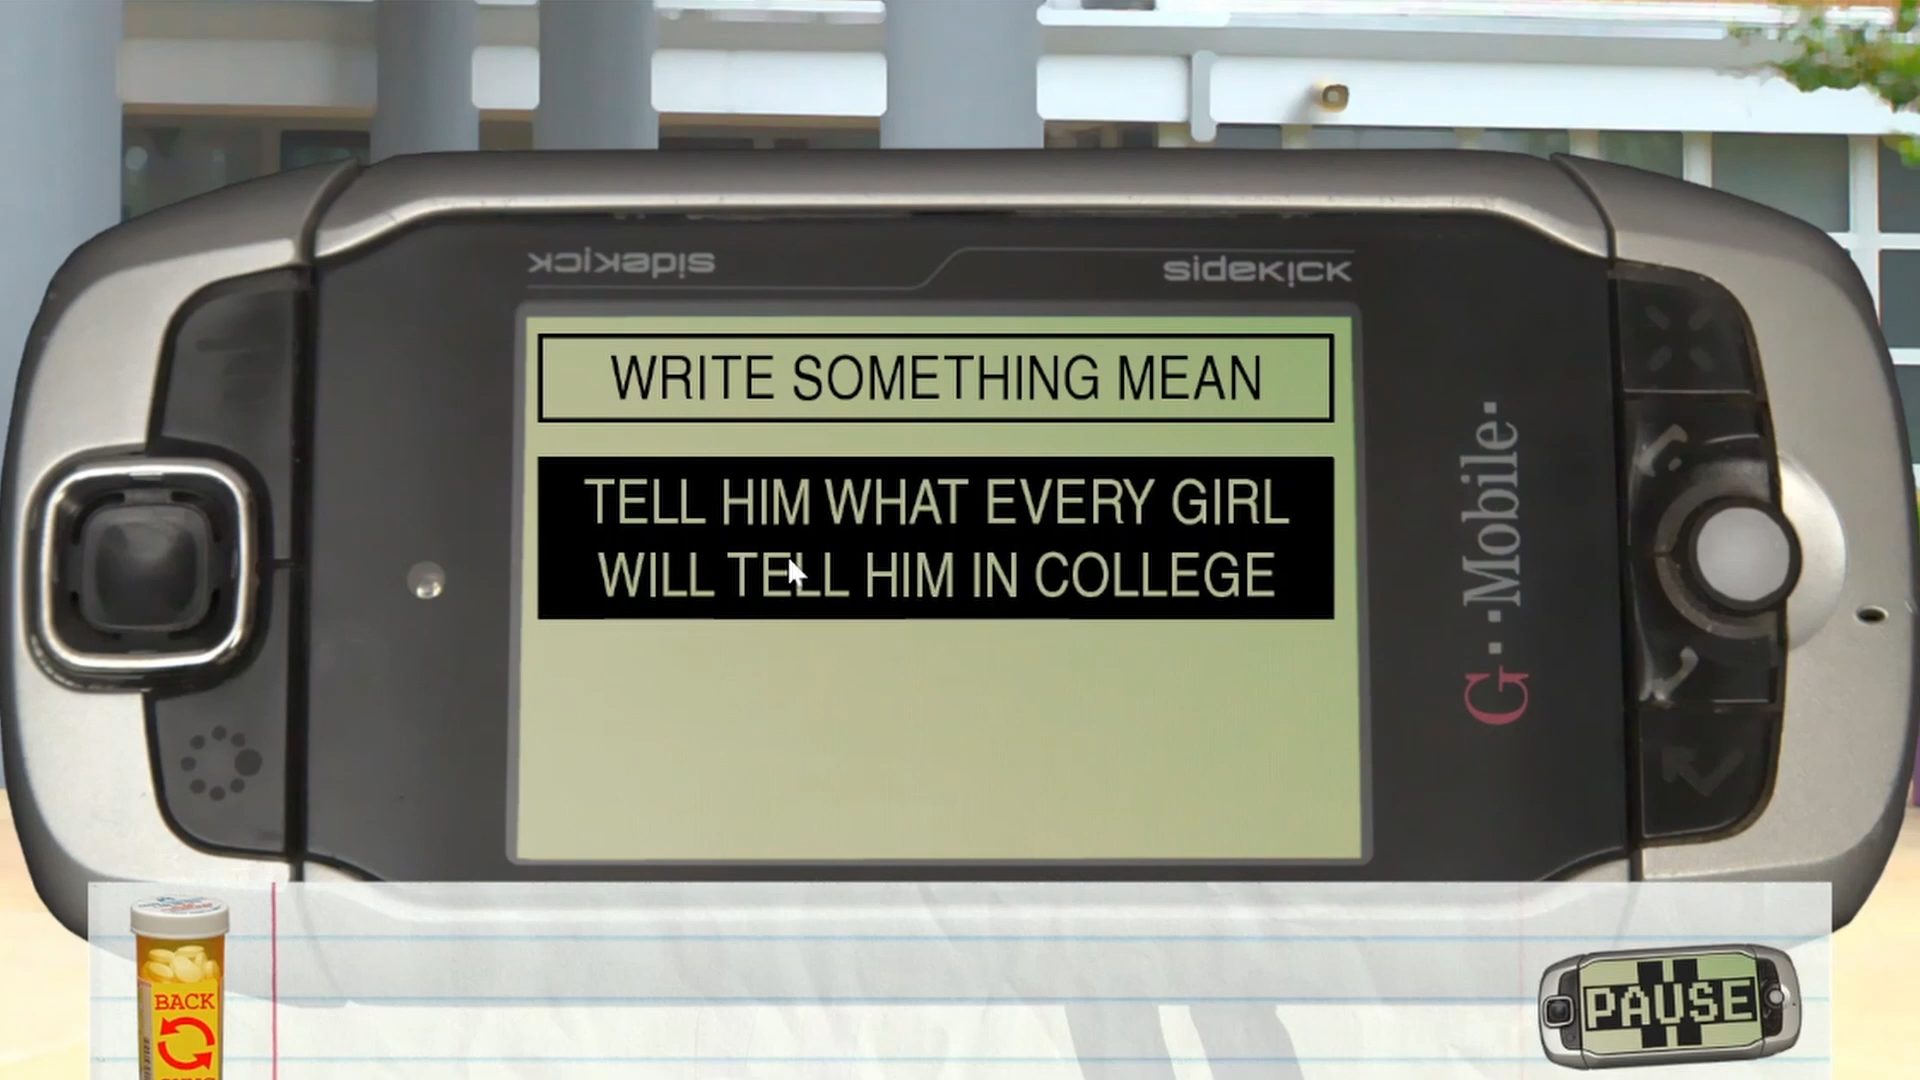 sidekick
sidekick
WRITE SOMETHING MEAN
TELL HIM WHAT EVERY GIRL
WILL TELL HIM IN COLLEGE
G··Mobile·
BACK
PAUSE